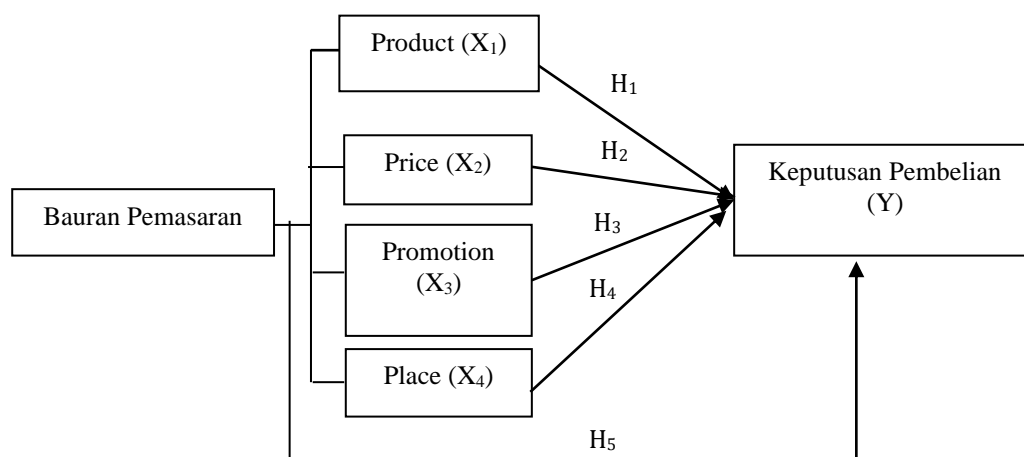 Product (X₁)
H₁
Price (X₂)
H₂
Keputusan Pembelian
(Y)
Bauran Pemasaran
Promotion
(X₃)
H₃
H₄
Place (X₄)
H₅